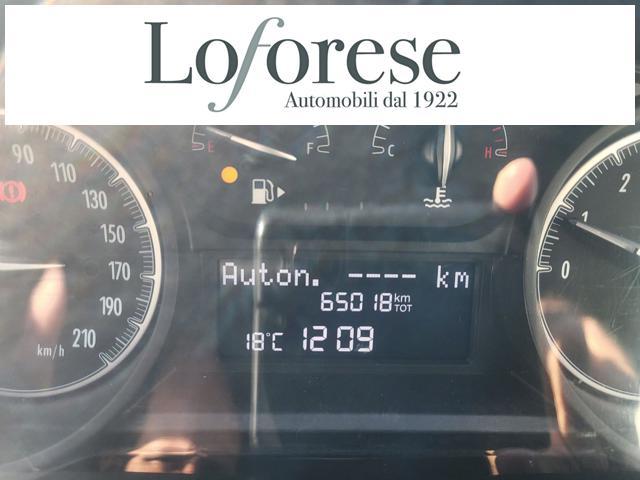 Loforese
Automobili dal 1922
E F C H
90
110
130
150
170
190
210
km/h
2
1
0
Auton. ---- km
65018 km TOT
18°C 12 09